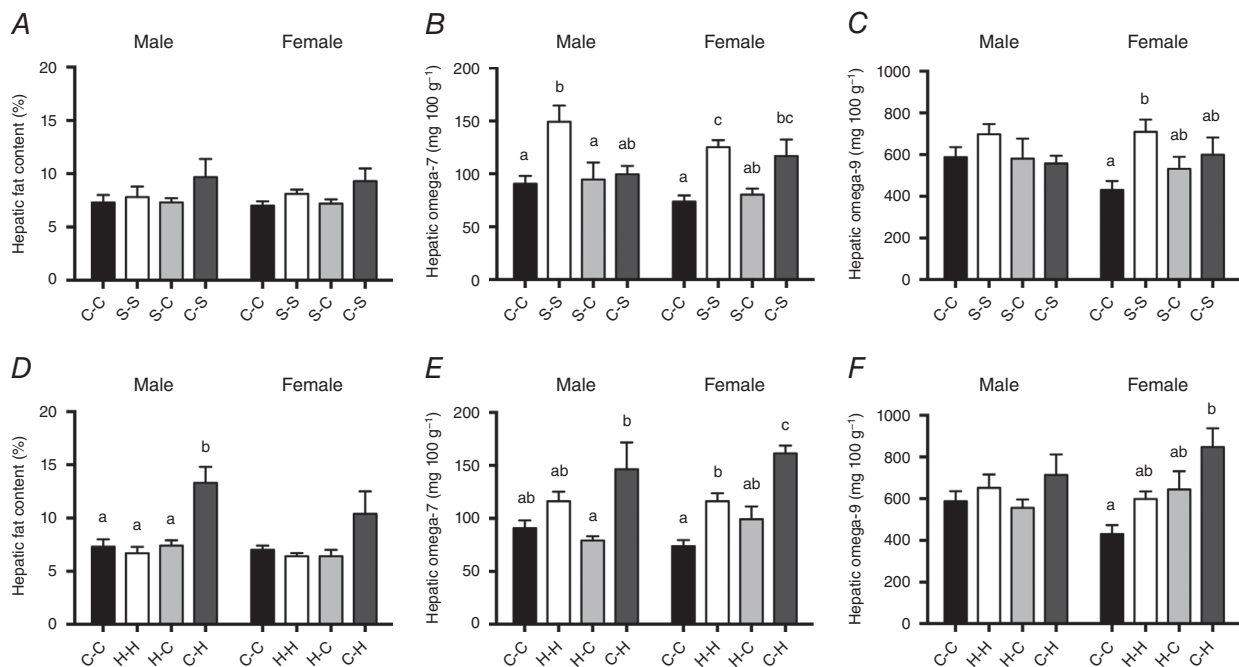 A
Male Female
Hepatic fat content (%)
20
15
10
5
0
C-C S-S S-C C-S C-C S-S S-C C-S
B
Male Female
Hepatic omega-7 (mg 100 g⁻¹)
200
150
100
50
0
a b a ab a c ab bc
C-C S-S S-C C-S C-C S-S S-C C-S
C
Male Female
Hepatic omega-9 (mg 100 g⁻¹)
1000
800
600
400
200
0
a b ab ab
C-C S-S S-C C-S C-C S-S S-C C-S
D
Male Female
Hepatic fat content (%)
20
15
10
5
0
a a a b
C-C H-H H-C C-H C-C H-H H-C C-H
E
Male Female
Hepatic omega-7 (mg 100 g⁻¹)
200
150
100
50
0
ab ab a b a b ab c
C-C H-H H-C C-H C-C H-H H-C C-H
F
Male Female
Hepatic omega-9 (mg 100 g⁻¹)
1000
800
600
400
200
0
a ab ab b
C-C H-H H-C C-H C-C H-H H-C C-H